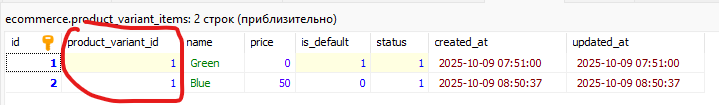 ecommerce.product_variant_items: 2 строк (приблизительно)
id product_variant_id name price is_default status created_at updated_at
1 1 Green 0 1 1 2025-10-09 07:51:00 2025-10-09 07:51:00
2 1 Blue 50 0 1 2025-10-09 08:50:37 2025-10-09 08:50:37